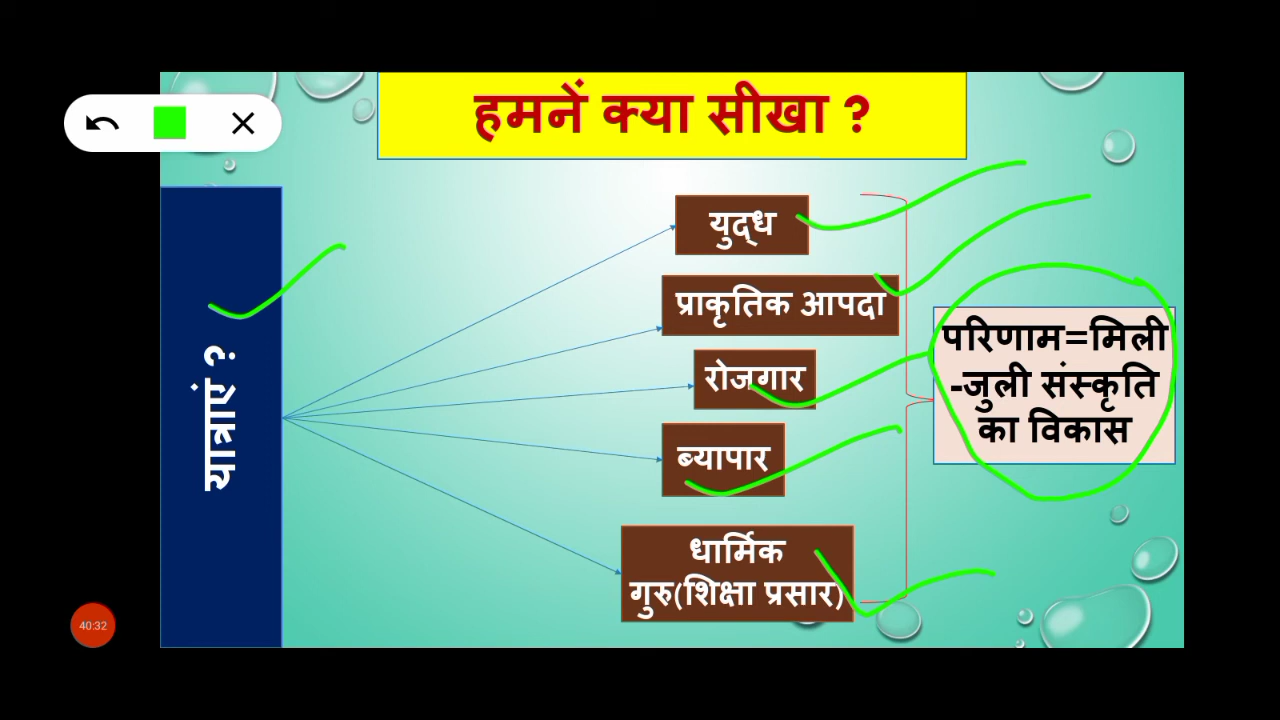 हमनें क्या सीखा ?
यात्राएं ?
युद्ध
प्राकृतिक आपदा
रोजगार
ब्यापार
धार्मिक
गुरु(शिक्षा प्रसार)
परिणाम=मिली
-जुली संस्कृति
का विकास
40:32